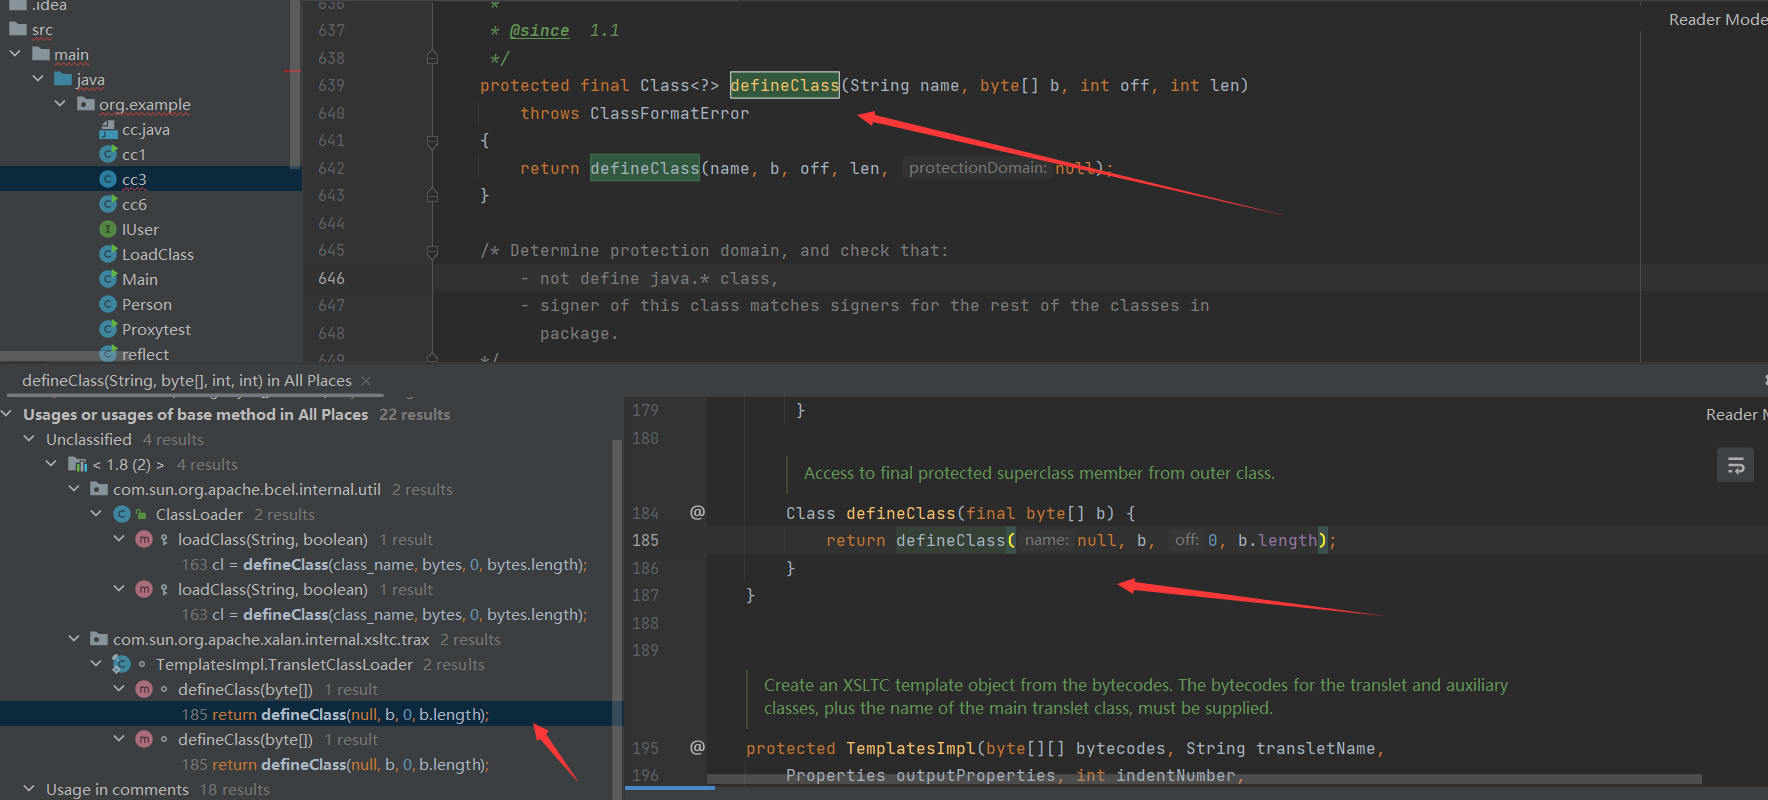 .idea
src
main
java
org.example
cc.java
cc1
cc3
cc6
IUser
LoadClass
Main
Person
Proxytest
reflect
636 *
637 * @since 1.1
638 */
639 protected final Class<?> defineClass(String name, byte[] b, int off, int len)
640 throws ClassFormatError
641 {
642 return defineClass(name, b, off, len, protectionDomain: null);
643 }
644
645 /* Determine protection domain, and check that:
646 - not define java.* class,
647 - signer of this class matches signers for the rest of the classes in
648 package.
649 */
Reader Mode
defineClass(String, byte[], int, int) in All Places
Usages or usages of base method in All Places 22 results
Unclassified 4 results
< 1.8 (2) > 4 results
com.sun.org.apache.bcel.internal.util 2 results
ClassLoader 2 results
loadClass(String, boolean) 1 result
163 cl = defineClass(class_name, bytes, 0, bytes.length);
loadClass(String, boolean) 1 result
163 cl = defineClass(class_name, bytes, 0, bytes.length);
com.sun.org.apache.xalan.internal.xsltc.trax 2 results
TemplatesImpl.TransletClassLoader 2 results
defineClass(byte[]) 1 result
185 return defineClass(null, b, 0, b.length);
defineClass(byte[]) 1 result
185 return defineClass(null, b, 0, b.length);
Usage in comments 18 results
179 }
180
Reader M
Access to final protected superclass member from outer class.
184 @ Class defineClass(final byte[] b) {
185 return defineClass( name: null, b, off: 0, b.length);
186 }
187 }
188
189
Create an XSLTC template object from the bytecodes. The bytecodes for the translet and auxiliary
classes, plus the name of the main translet class, must be supplied.
195 @ protected TemplatesImpl(byte[][] bytecodes, String transletName,
196 Properties outputProperties, int indentNumber,